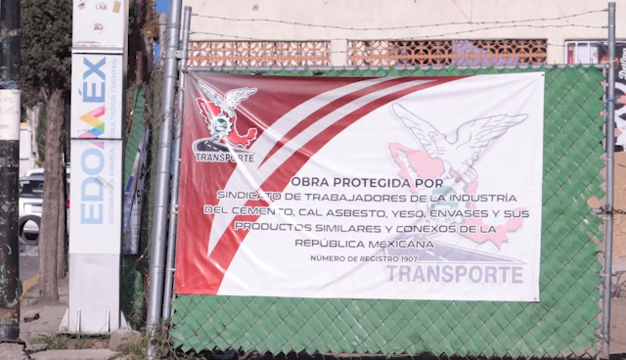 EDOMÉX
TRANSPORTE
OBRA PROTEGIDA POR
SINDICATO DE TRABAJADORES DE LA INDUSTRIA
DEL CEMENTO, CAL ASBESTO, YESO, ENVASES Y SUS
PRODUCTOS SIMILARES Y CONEXOS DE LA
REPÚBLICA MEXICANA
NÚMERO DE REGISTRO 1907
TRANSPORTE